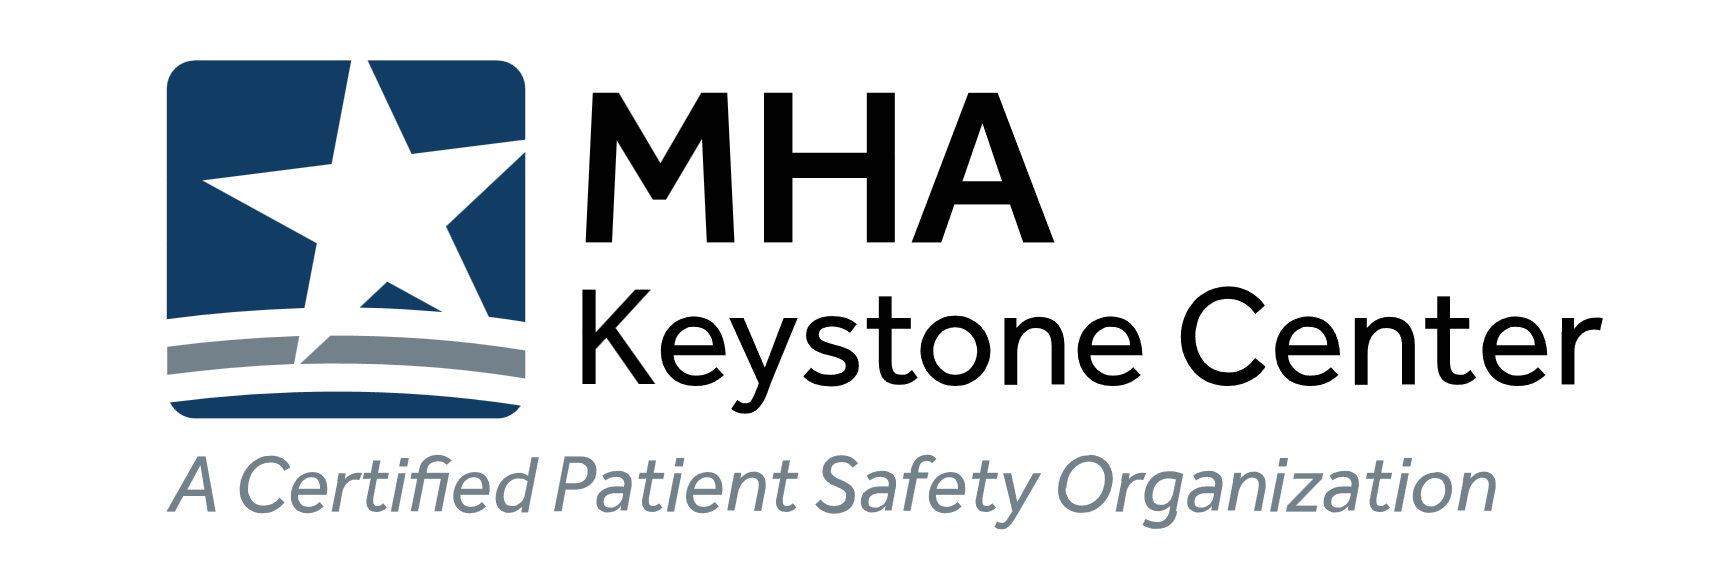 MHA
Keystone Center
A Certified Patient Safety Organization